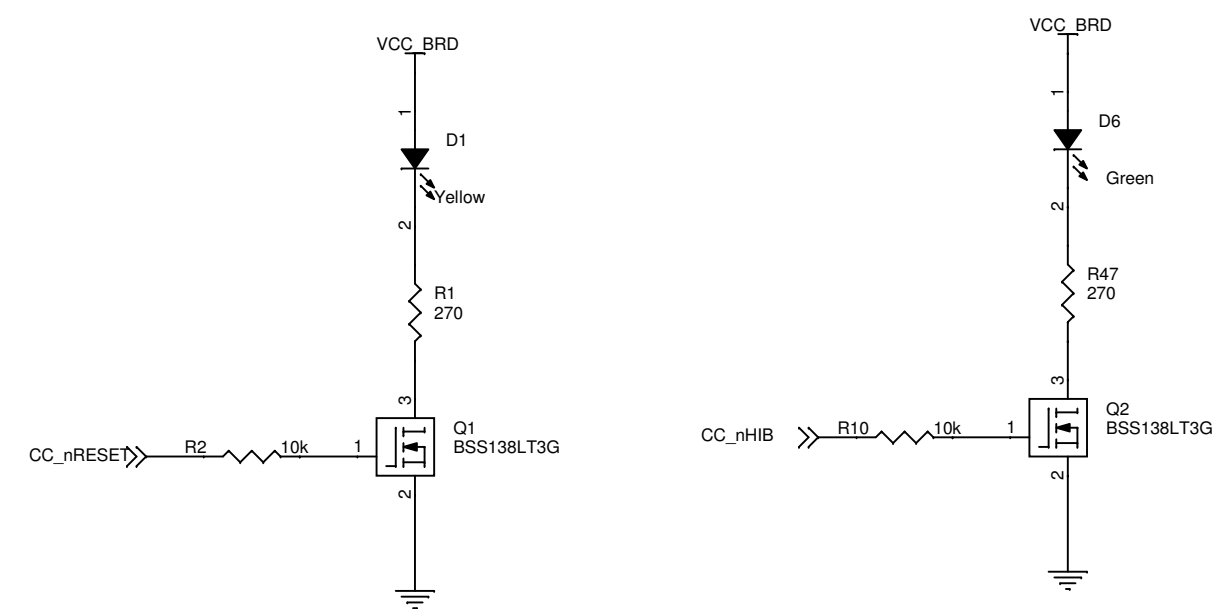 VCC_BRD
1
D1
Yellow
2
R1
270
3
Q1
BSS138LT3G
CC_nRESET
R2
10k
1
2
VCC_BRD
1
D6
Green
2
R47
270
3
Q2
BSS138LT3G
CC_nHIB
R10
10k
1
2